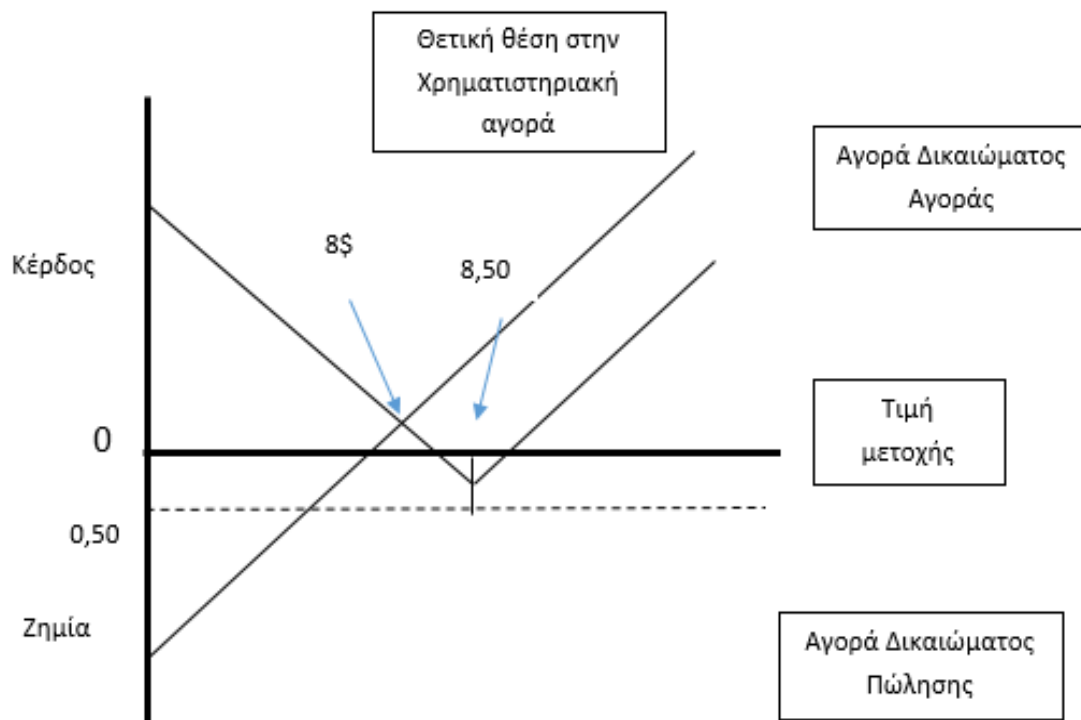 Θετική θέση στην
Χρηματιστηριακή
αγορά
Αγορά Δικαιώματος
Αγοράς
8$
Κέρδος
8,50
Τιμή
μετοχής
0
0,50
Ζημία
Αγορά Δικαιώματος
Πώλησης